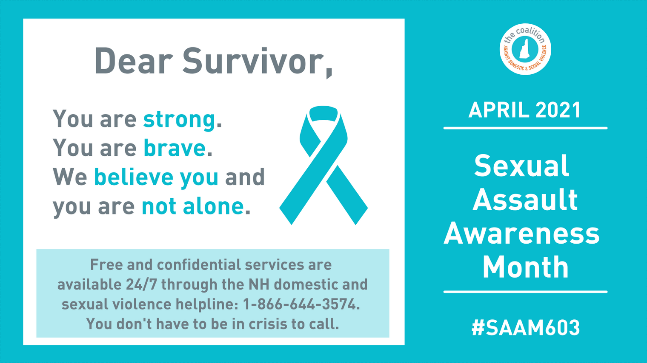 Dear Survivor,
You are strong.
You are brave.
We believe you and
you are not alone.
Free and confidential services are
available 24/7 through the NH domestic and
sexual violence helpline: 1-866-644-3574.
You don't have to be in crisis to call.
the coalition
APRIL 2021
Sexual
Assault
Awareness
Month
#SAAM603